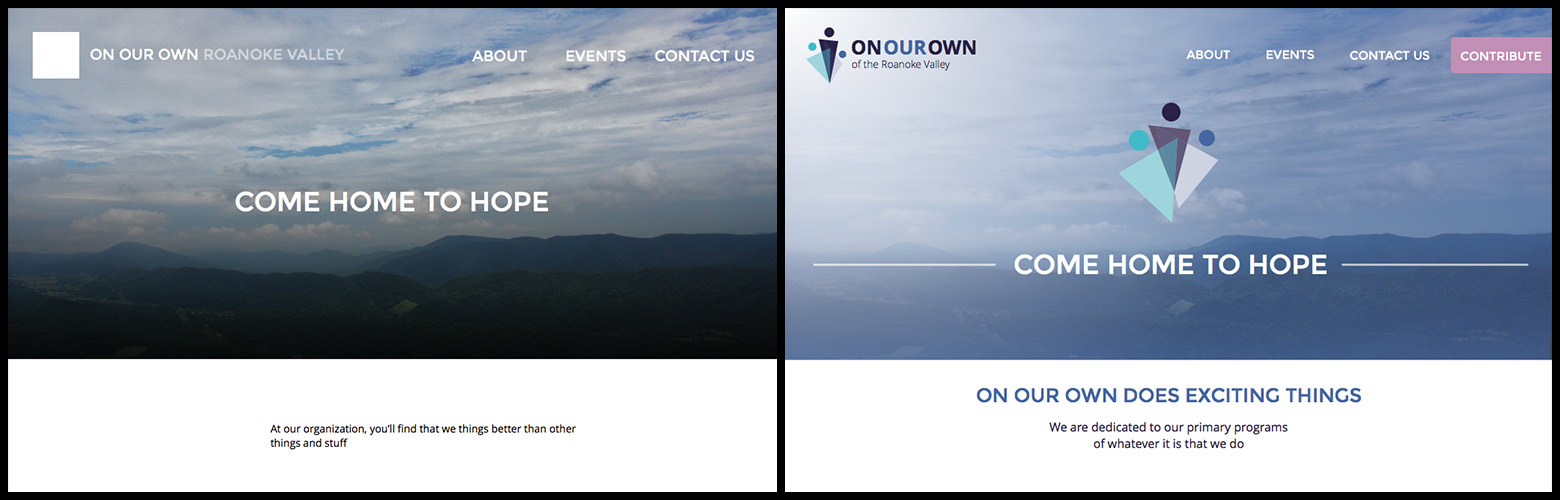 ON OUR OWN ROANOKE VALLEY
ABOUT
EVENTS
CONTACT US
COME HOME TO HOPE
At our organization, you'll find that we things better than other
things and stuff
ONOUROWN
of the Roanoke Valley
ABOUT
EVENTS
CONTACT US
CONTRIBUTE
COME HOME TO HOPE
ON OUR OWN DOES EXCITING THINGS
We are dedicated to our primary programs
of whatever it is that we do